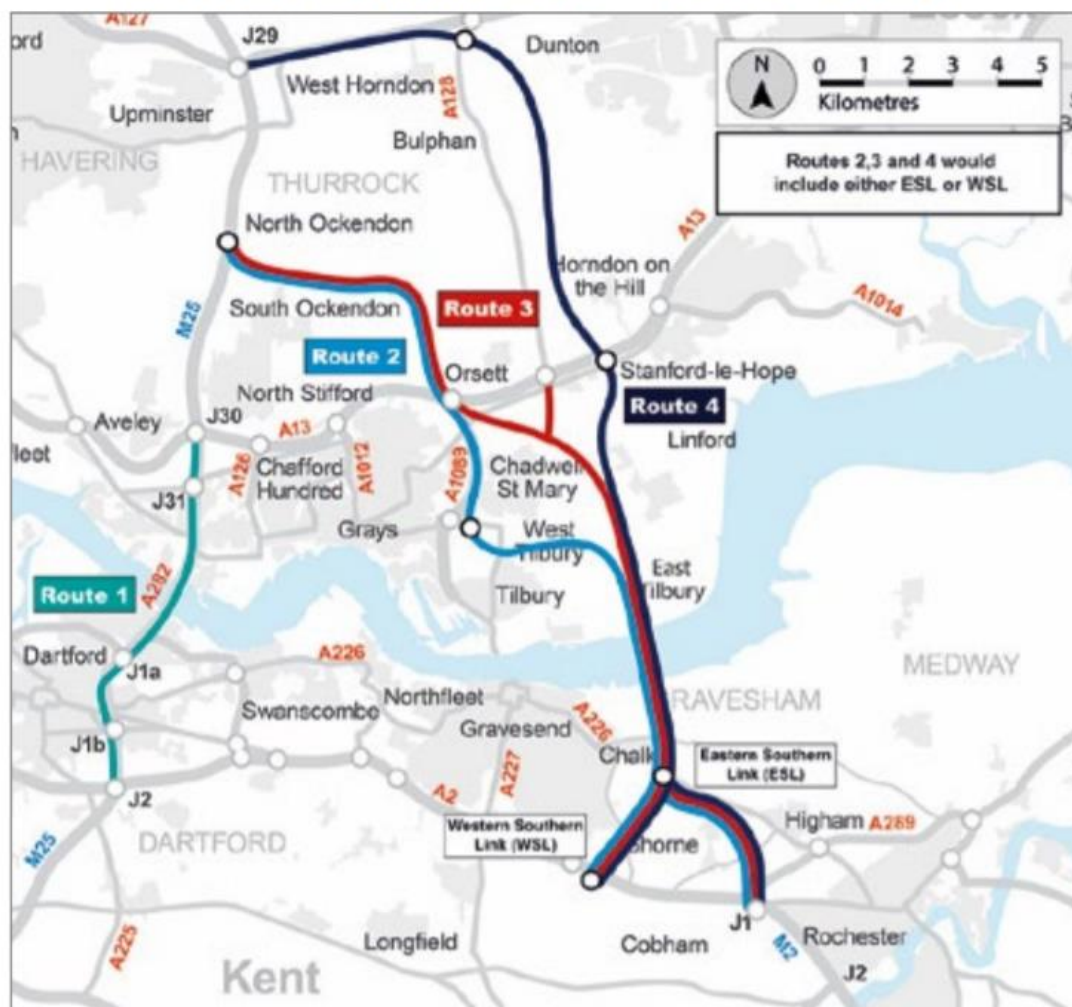 A127
J29
Dunton
N
0 1 2 3 4 5
Kilometres
West Horndon
A128
Upminster
Bulphan
HAVERING
THURROCK
Routes 2,3 and 4 would
include either ESL or WSL
North Ockendon
A13
Horndon on
the Hill
A1014
M25
South Ockendon
Route 3
Route 2
Orsett
Stanford-le-Hope
North Stifford
Route 4
Aveley
J30
A13
Linford
A126
Chafford
Hundred
A1012
A1089
Chadwell
St Mary
J31
Grays
West
Tilbury
A282
East
Tilbury
Route 1
Tilbury
Dartford
J1a
A226
MEDWAY
Northfleet
RAVESHAM
Swanscombe
Gravesend
A226
J1b
Chalk
Eastern Southern
Link (ESL)
A227
J2
A2
Western Southern
Link (WSL)
Higham
A289
DARTFORD
Shorne
M25
J1
A225
Longfield
Cobham
M2
Rochester
J2
Kent